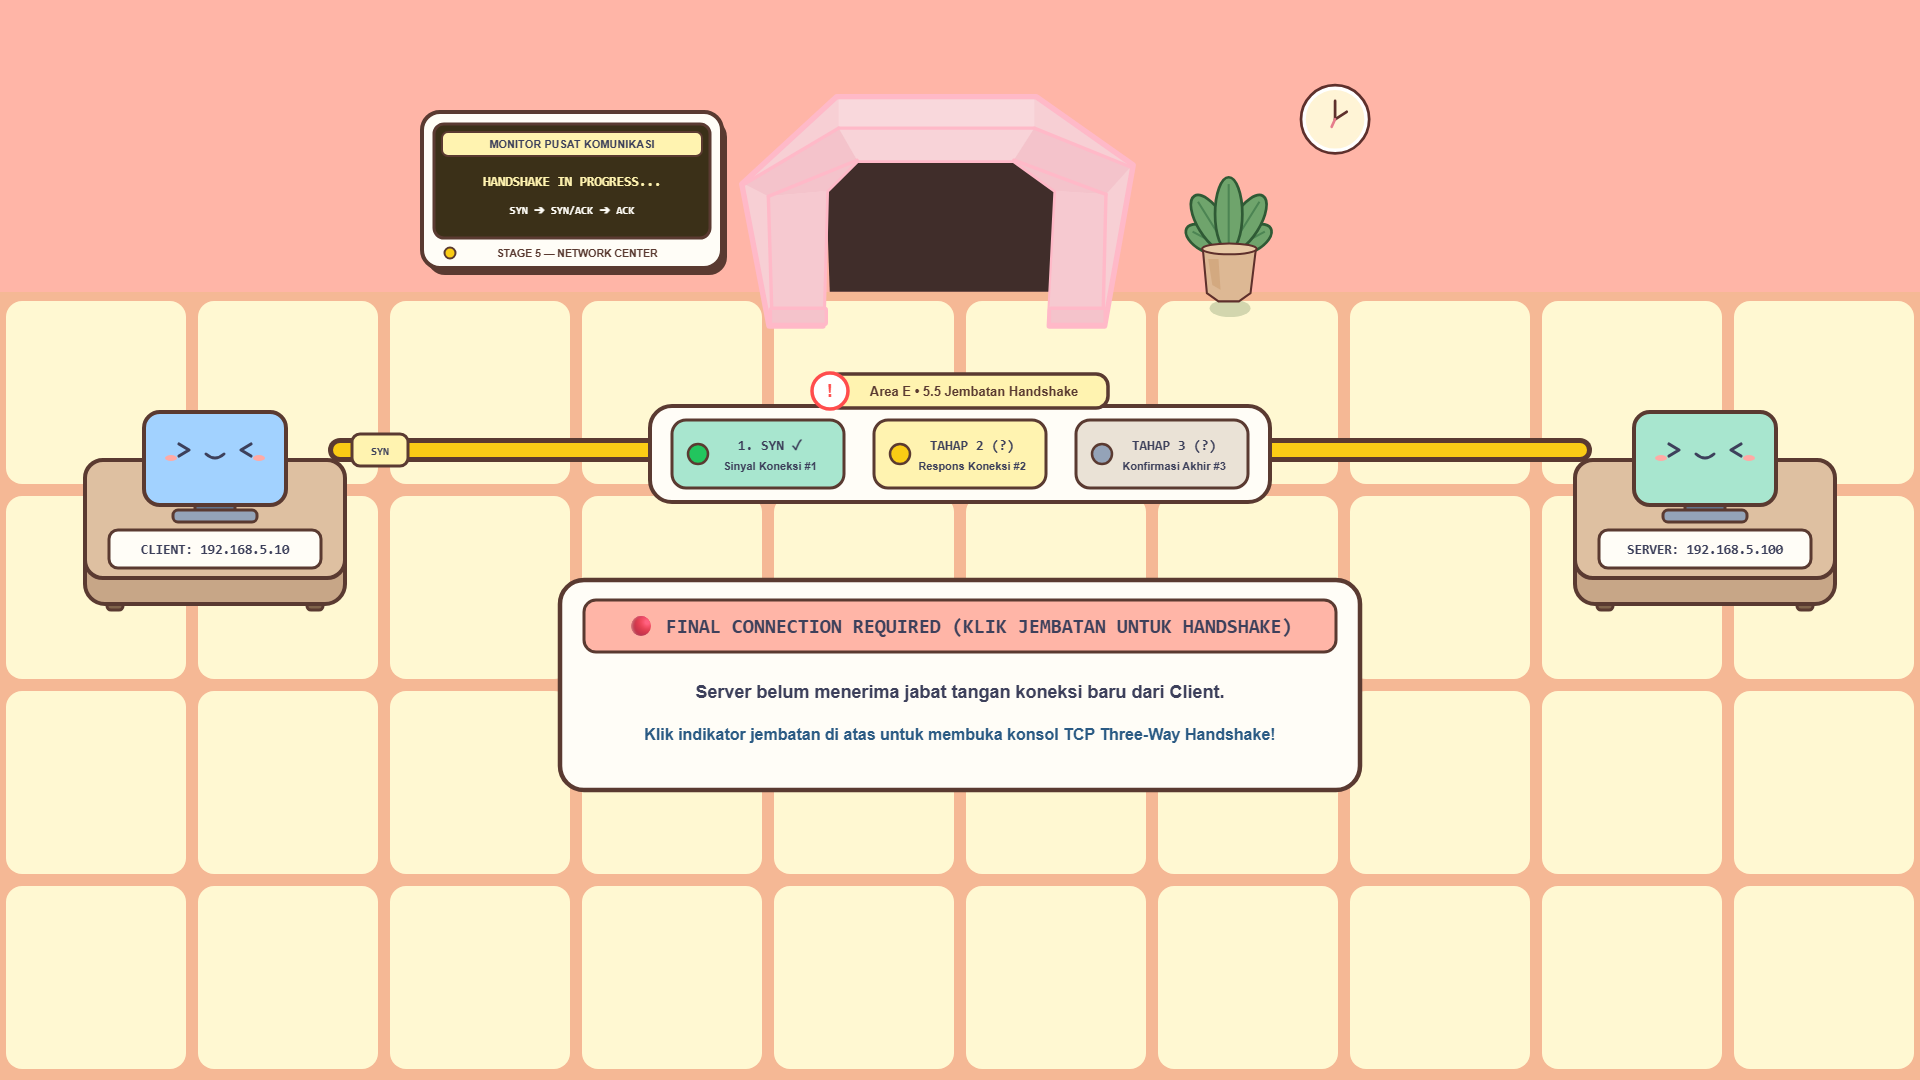 MONITOR PUSAT KOMUNIKASI
HANDSHAKE IN PROGRESS...
SYN ➔ SYN/ACK ➔ ACK
STAGE 5 — NETWORK CENTER
! Area E • 5.5 Jembatan Handshake
1. SYN ✓
Sinyal Koneksi #1
TAHAP 2 (?)
Respons Koneksi #2
TAHAP 3 (?)
Konfirmasi Akhir #3
SYN
CLIENT: 192.168.5.10
SERVER: 192.168.5.100
FINAL CONNECTION REQUIRED (KLIK JEMBATAN UNTUK HANDSHAKE)
Server belum menerima jabat tangan koneksi baru dari Client.
Klik indikator jembatan di atas untuk membuka konsol TCP Three-Way Handshake!